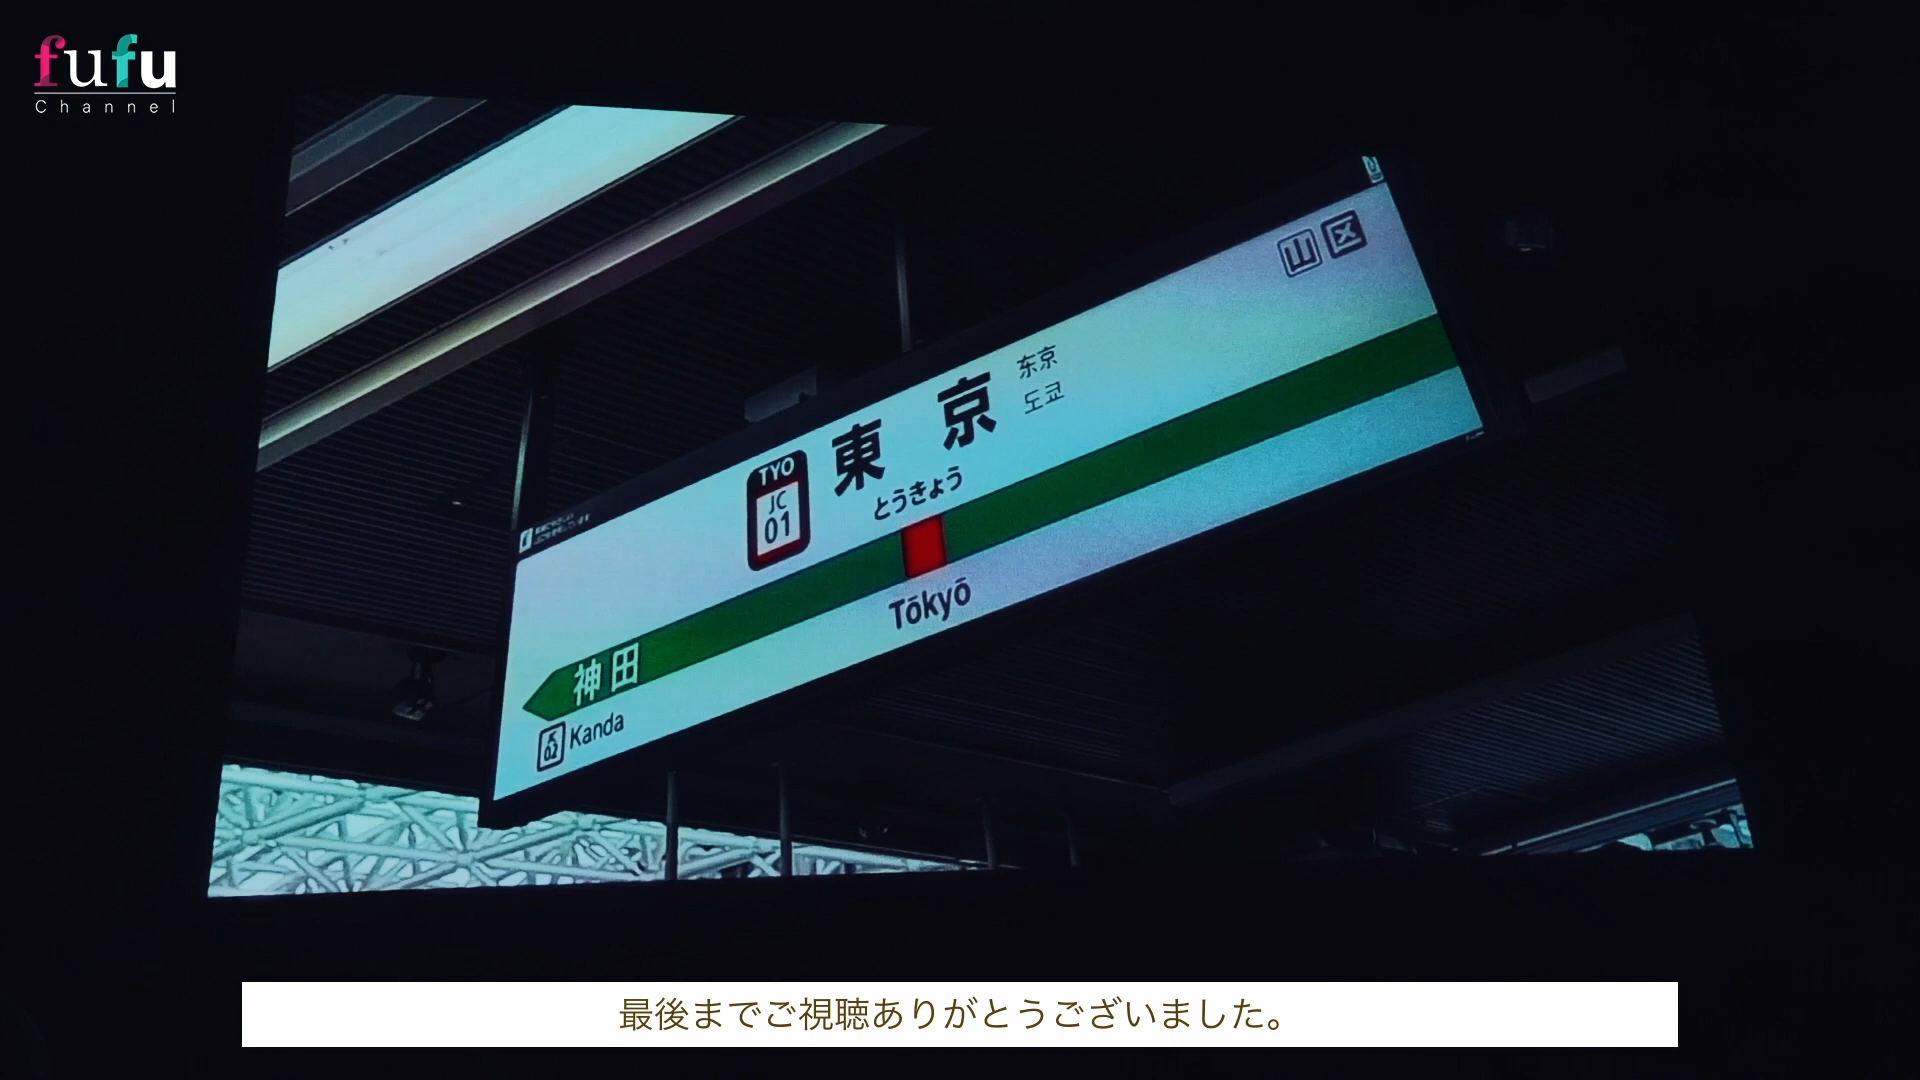 fufu
Channel
山 区
东京
도쿄
東京
TYO
JC
01
とうきょう
Tōkyō
神田
Kanda
02
最後までご視聴ありがとうございました。